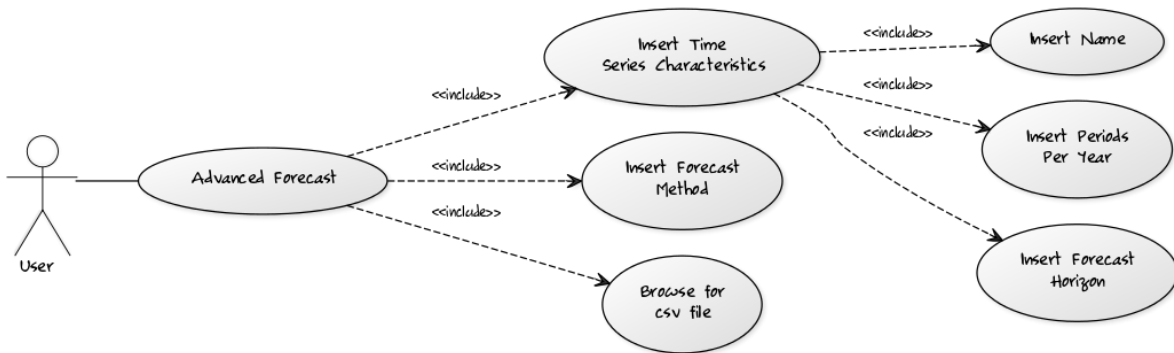 Insert Time
Series Characteristics
<<include>>
Insert Name
<<include>>
<<include>>
<<include>>
Insert Periods
Per Year
Insert Forecast
Method
<<include>>
Advanced Forecast
<<include>>
User
Insert Forecast
Horizon
Browse for
csv file